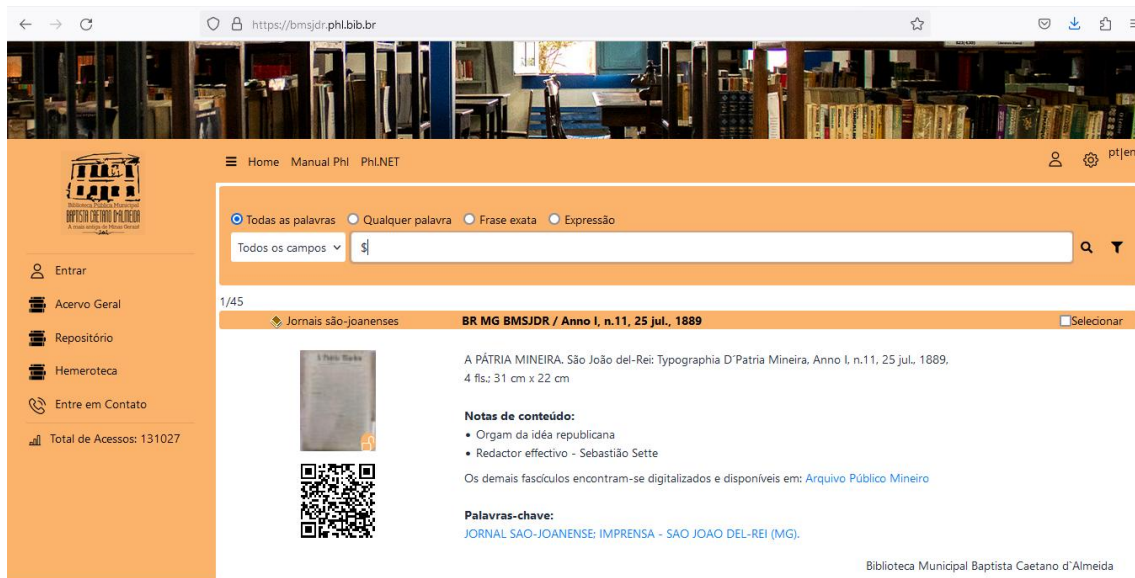 https://bmsjdr.phl.bib.br
Biblioteca Pública Municipal
BAPTISTA CAETANO D'ALMEIDA
A mais antiga de Minas Gerais!
Home Manual Phl Phl.NET
pt|en
Todas as palavras Qualquer palavra Frase exata Expressão
Todos os campos $
Entrar
Acervo Geral
Repositório
Hemeroteca
Entre em Contato
Total de Acessos: 131027
1/45
Jornais são-joanenses BR MG BMSJDR / Anno I, n.11, 25 jul., 1889 Selecionar
A PÁTRIA MINEIRA. São João del-Rei: Typographia D´Patria Mineira, Anno I, n.11, 25 jul., 1889,
4 fls.; 31 cm x 22 cm
Notas de conteúdo:
• Orgam da idéa republicana
• Redactor effectivo - Sebastião Sette
Os demais fascículos encontram-se digitalizados e disponíveis em: Arquivo Público Mineiro
Palavras-chave:
JORNAL SAO-JOANENSE; IMPRENSA - SAO JOAO DEL-REI (MG).
Biblioteca Municipal Baptista Caetano d`Almeida